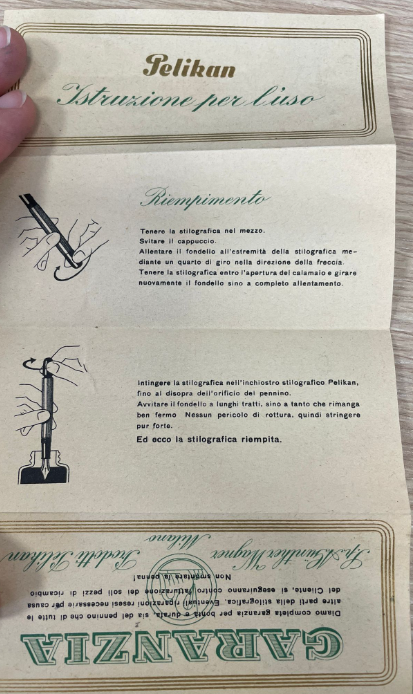 Pelikan
Istruzione per l'uso
Riempimento
Tenere la stilografica nel mezzo.
Svitare il cappuccio.
Allentare il fondello all'estremità della stilografica me-
diante un quarto di giro nella direzione della freccia.
Tenere la stilografica entro l'apertura del calamaio e girare
nuovamente il fondello sino a completo allentamento.
Intingere la stilografica nell'inchiostro stilografico Pelikan,
fino al disopra dell'orificio del pennino.
Avvitare il fondello a lunghi tratti, sino a tanto che rimanga
ben fermo Nessun pericolo di rottura, quindi stringere
pur forte.
Ed ecco la stilografica riempita.
GARANZIA
Diamo completa garanzia per bontà e durata, sia del pennino che di tutte le
altre parti della stilografica. Eventuali riparazioni resesi necessarie per causa
del Cliente, si eseguiranno contro fatturazione dei soli pezzi di ricambio
Non smontare la penna!
S.p.A. Günther Wagner Prodotti Pelikan
Milano